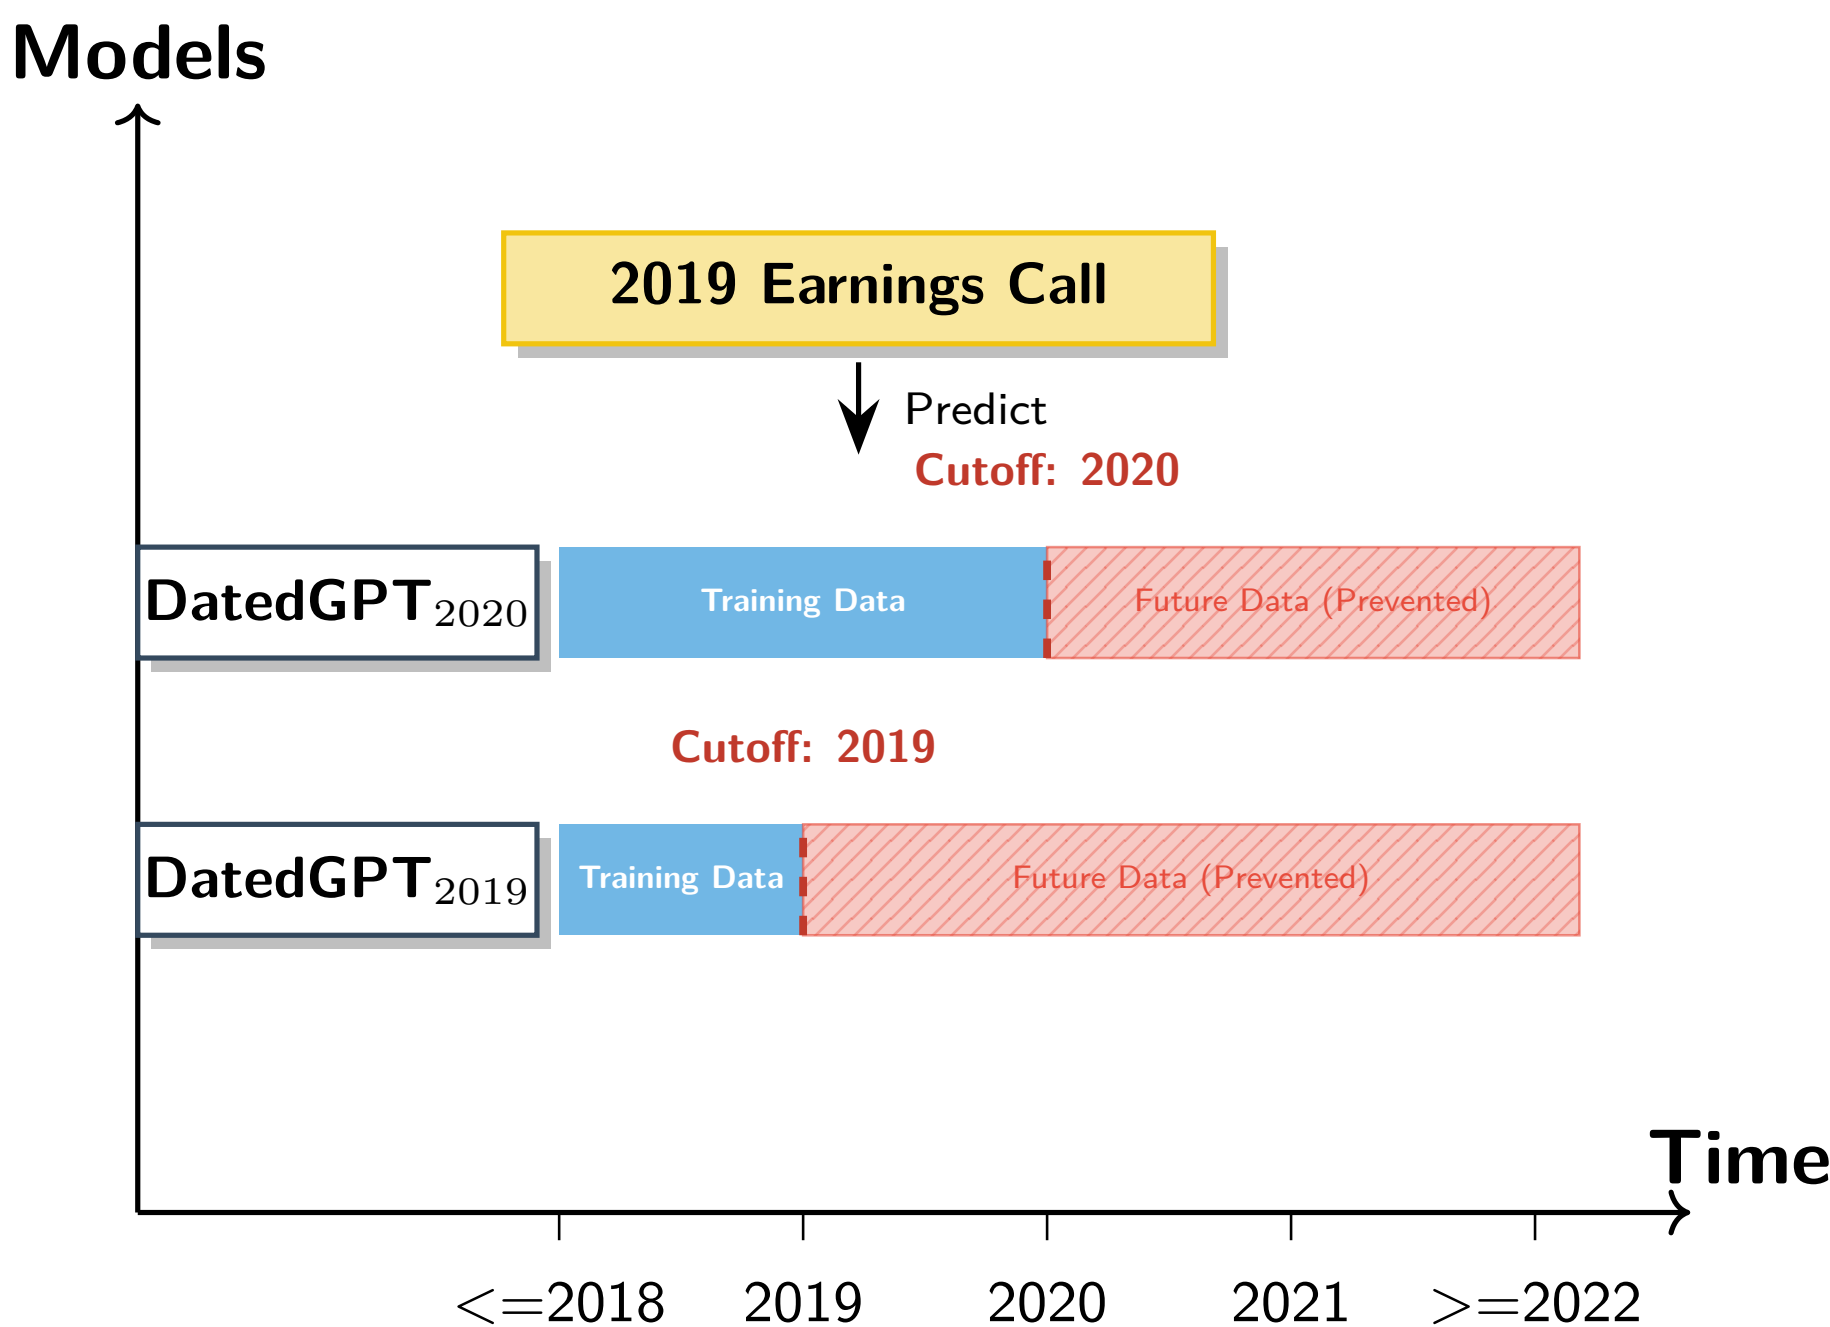 Models
2019 Earnings Call
Predict
Cutoff: 2020
DatedGPT2020
Training Data
Future Data (Prevented)
Cutoff: 2019
DatedGPT2019
Training Data
Future Data (Prevented)
Time
<=2018 2019 2020 2021 >=2022